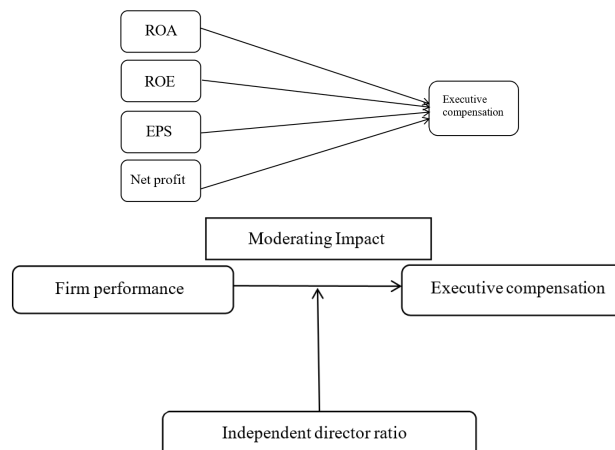 ROA
ROE
EPS
Net profit
Executive
compensation
Moderating Impact
Firm performance
Executive compensation
Independent director ratio